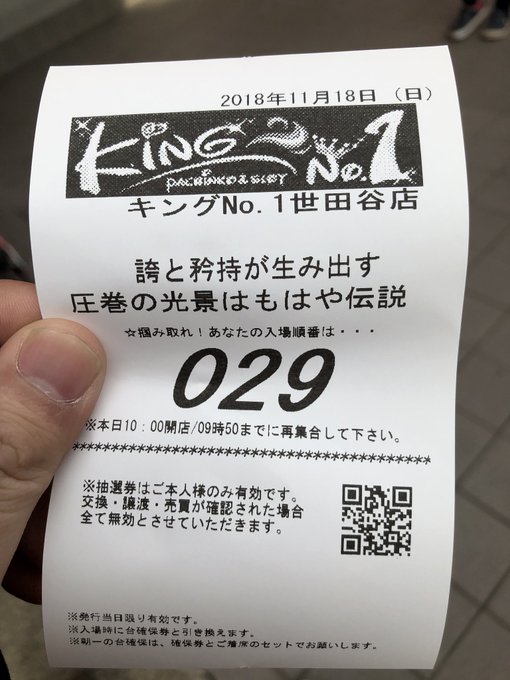 2018年11月18日 (日)
KiNG No.1
PACHINKO & SLOT
キングNo.1世田谷店
誇と矜持が生み出す
圧巻の光景はもはや伝説
☆掴み取れ！あなたの入場順番は・・・
029
※本日10：00開店/09時50までに再集合して下さい。
※抽選券はご本人様のみ有効です。
交換・譲渡・売買が確認された場合
全て無効とさせていただきます。
※発行当日限り有効です。
※入場時に台確保券と引き換えます。
※朝一の台確保は、確保券とご着席のセットでお願いします。